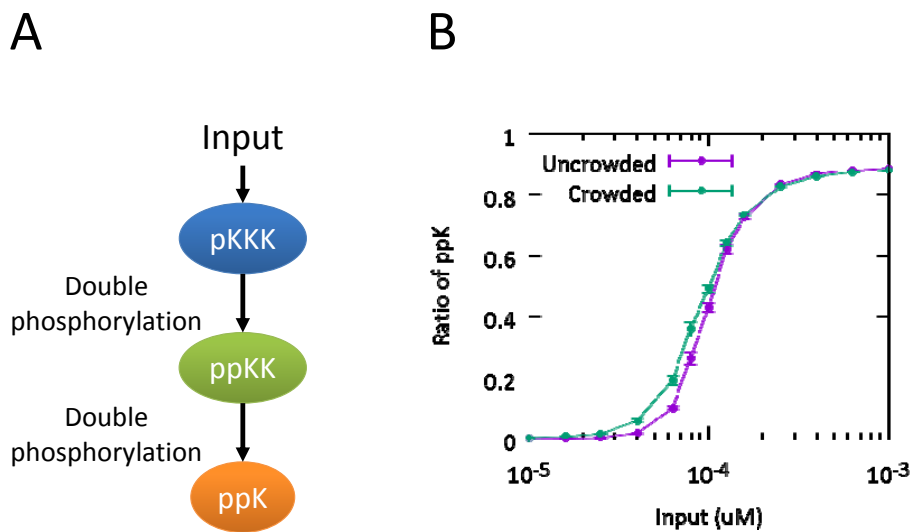 A
Input
pKKK
Double
phosphorylation
ppKK
Double
phosphorylation
ppK
B
Ratio of ppK
1
0.8
0.6
0.4
0.2
0
Uncrowded
Crowded
10⁻⁵
10⁻⁴
10⁻³
Input (uM)